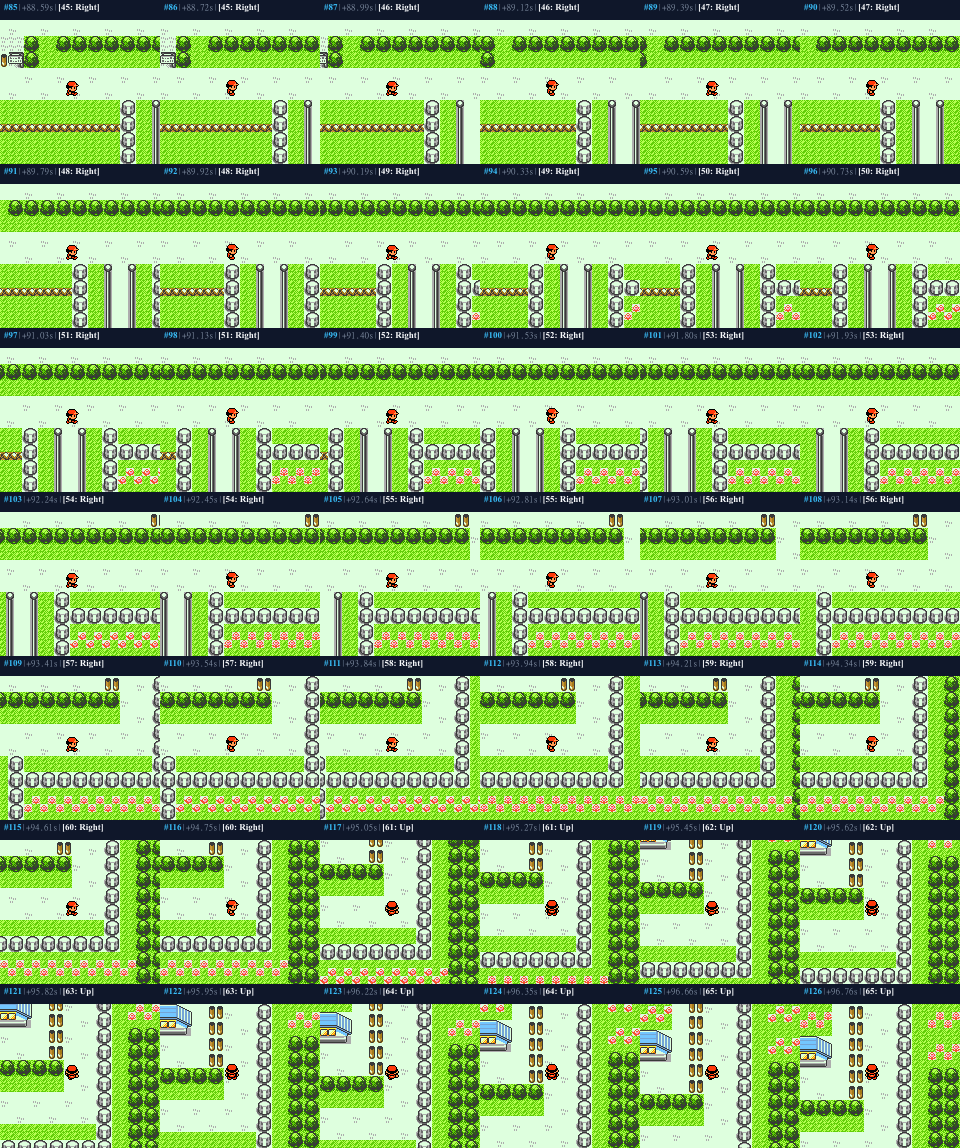 #85|+88.59s|[45: Right] #86|+88.72s|[45: Right] #87|+88.99s|[46: Right] #88|+89.12s|[46: Right] #89|+89.39s|[47: Right] #90|+89.52s|[47: Right]
#91|+89.79s|[48: Right] #92|+89.92s|[48: Right] #93|+90.19s|[49: Right] #94|+90.33s|[49: Right] #95|+90.59s|[50: Right] #96|+90.73s|[50: Right]
#97|+91.03s|[51: Right] #98|+91.13s|[51: Right] #99|+91.40s|[52: Right] #100|+91.53s|[52: Right] #101|+91.80s|[53: Right] #102|+91.93s|[53: Right]
#103|+92.24s|[54: Right] #104|+92.45s|[54: Right] #105|+92.64s|[55: Right] #106|+92.81s|[55: Right] #107|+93.01s|[56: Right] #108|+93.14s|[56: Right]
#109|+93.41s|[57: Right] #110|+93.54s|[57: Right] #111|+93.84s|[58: Right] #112|+93.94s|[58: Right] #113|+94.21s|[59: Right] #114|+94.34s|[59: Right]
#115|+94.61s|[60: Right] #116|+94.75s|[60: Right] #117|+95.05s|[61: Up] #118|+95.27s|[61: Up] #119|+95.45s|[62: Up] #120|+95.62s|[62: Up]
#121|+95.82s|[63: Up] #122|+95.95s|[63: Up] #123|+96.22s|[64: Up] #124|+96.35s|[64: Up] #125|+96.66s|[65: Up] #126|+96.76s|[65: Up]